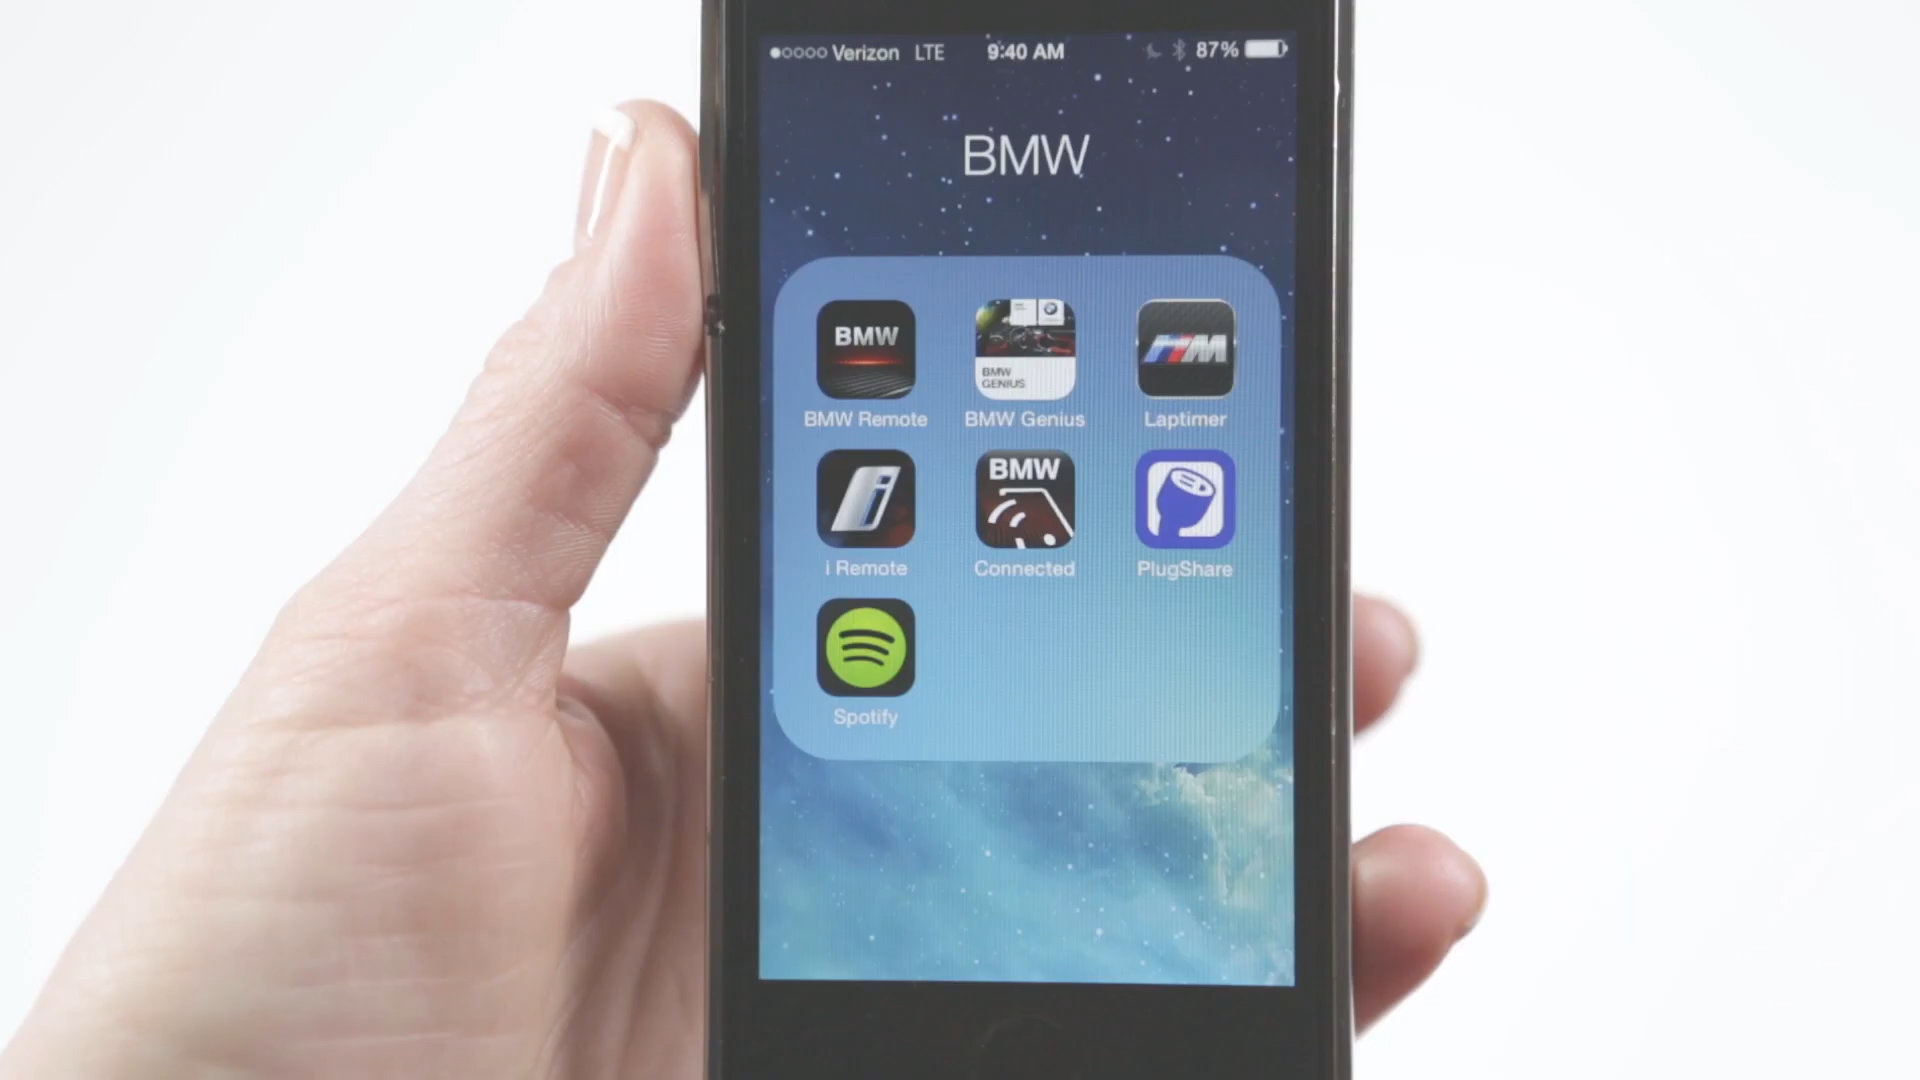 Verizon LTE 9:40 AM 87%
BMW
BMW
BMW
GENIUS
M
BMW Remote BMW Genius Laptimer
i
BMW
i Remote Connected PlugShare
Spotify